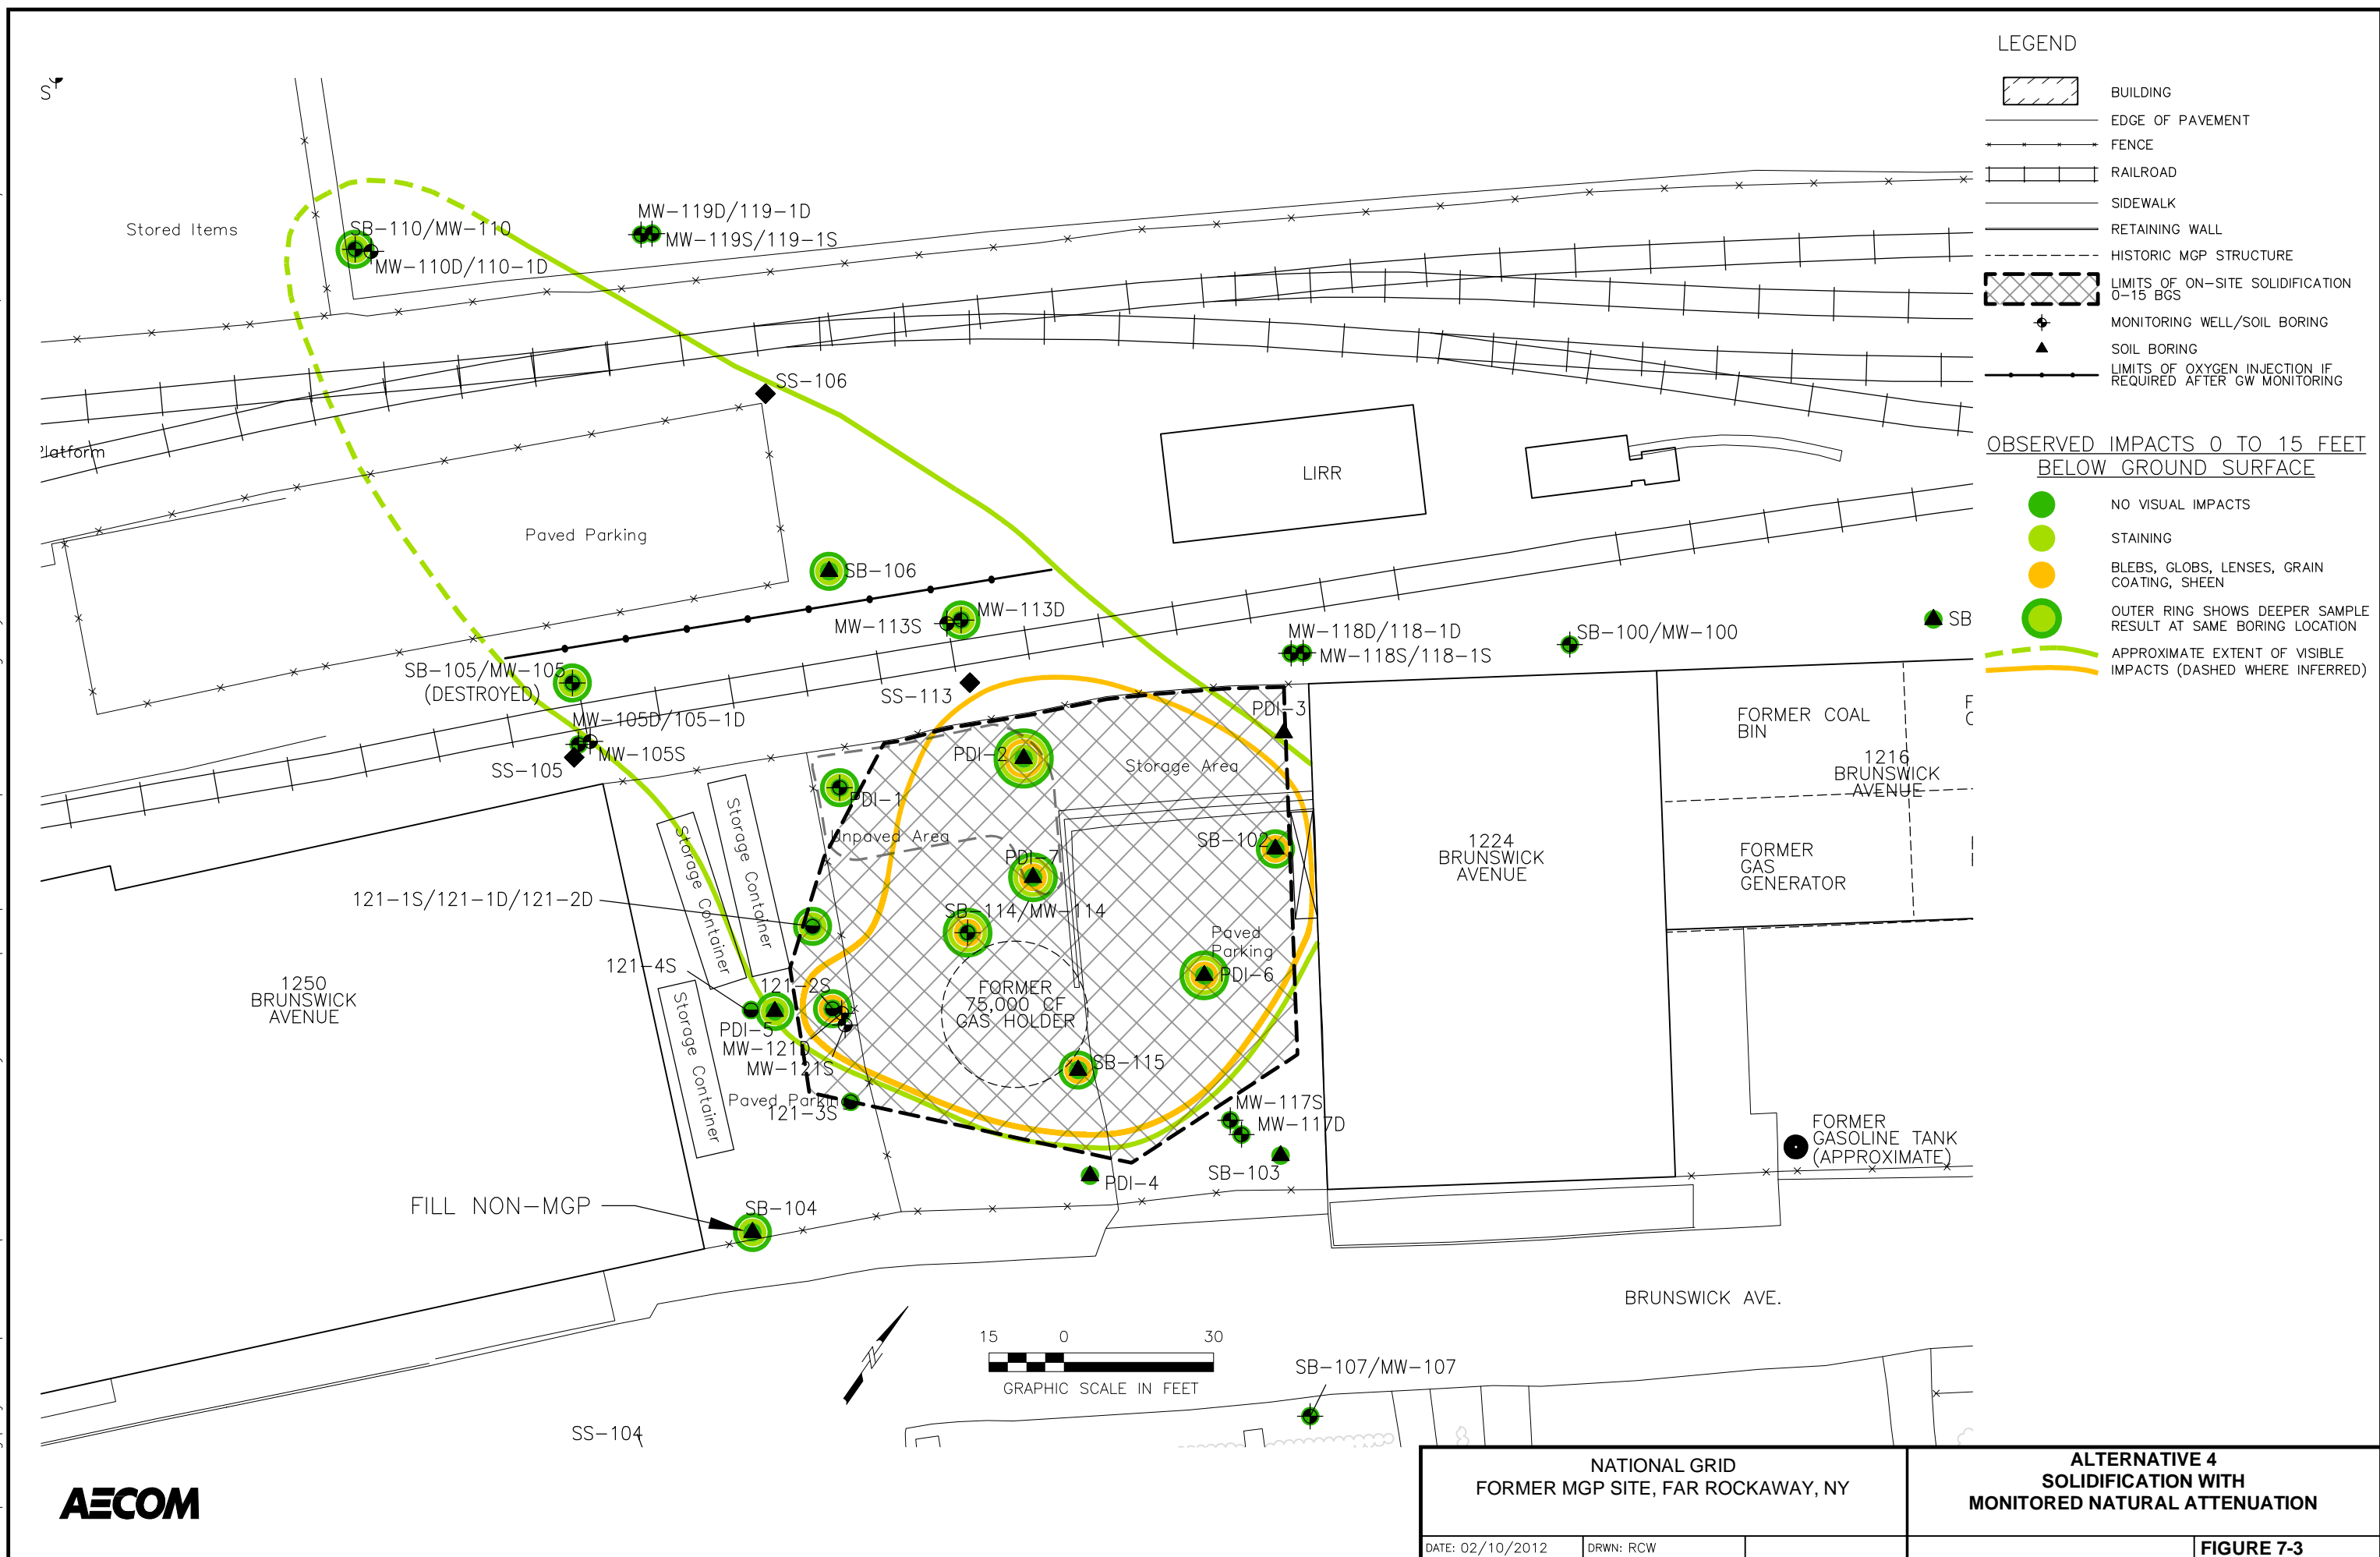 LEGEND
BUILDING
EDGE OF PAVEMENT
FENCE
RAILROAD
SIDEWALK
RETAINING WALL
HISTORIC MGP STRUCTURE
LIMITS OF ON-SITE SOLIDIFICATION
0-15 BGS
MONITORING WELL/SOIL BORING
SOIL BORING
LIMITS OF OXYGEN INJECTION IF
REQUIRED AFTER GW MONITORING
OBSERVED IMPACTS 0 TO 15 FEET
BELOW GROUND SURFACE
NO VISUAL IMPACTS
STAINING
BLEBS, GLOBS, LENSES, GRAIN
COATING, SHEEN
OUTER RING SHOWS DEEPER SAMPLE
RESULT AT SAME BORING LOCATION
APPROXIMATE EXTENT OF VISIBLE
IMPACTS (DASHED WHERE INFERRED)
S
Stored Items
SB-110/MW-110
MW-110D/110-1D
MW-119D/119-1D
MW-119S/119-1S
SS-106
Platform
LIRR
Paved Parking
SB-106
MW-113D
MW-113S
SB-105/MW-105
(DESTROYED)
SS-113
MW-118D/118-1D
MW-118S/118-1S
SB-100/MW-100
SB
MW-105D/105-1D
MW-105S
SS-105
PDI-3
PDI-2
Storage Area
PDI-1
Unpaved Area
Storage Container
Storage Container
Storage Container
PDI-7
SB-102
FORMER COAL
BIN
1216
BRUNSWICK
AVENUE
FORMER
GAS
GENERATOR
1224
BRUNSWICK
AVENUE
121-1S/121-1D/121-2D
SB-114/MW-114
Paved
Parking
PDI-6
121-4S
121-2S
1250
BRUNSWICK
AVENUE
FORMER
75,000 CF
GAS HOLDER
PDI-5
MW-121D
MW-121S
SB-115
Paved Parking
121-3S
MW-117S
MW-117D
SB-103
PDI-4
FORMER
GASOLINE TANK
(APPROXIMATE)
FILL NON-MGP
SB-104
BRUNSWICK AVE.
N
15 0 30
GRAPHIC SCALE IN FEET
SB-107/MW-107
SS-104
AECOM
NATIONAL GRID
FORMER MGP SITE, FAR ROCKAWAY, NY
ALTERNATIVE 4
SOLIDIFICATION WITH
MONITORED NATURAL ATTENUATION
DATE: 02/10/2012
DRWN: RCW
FIGURE 7-3